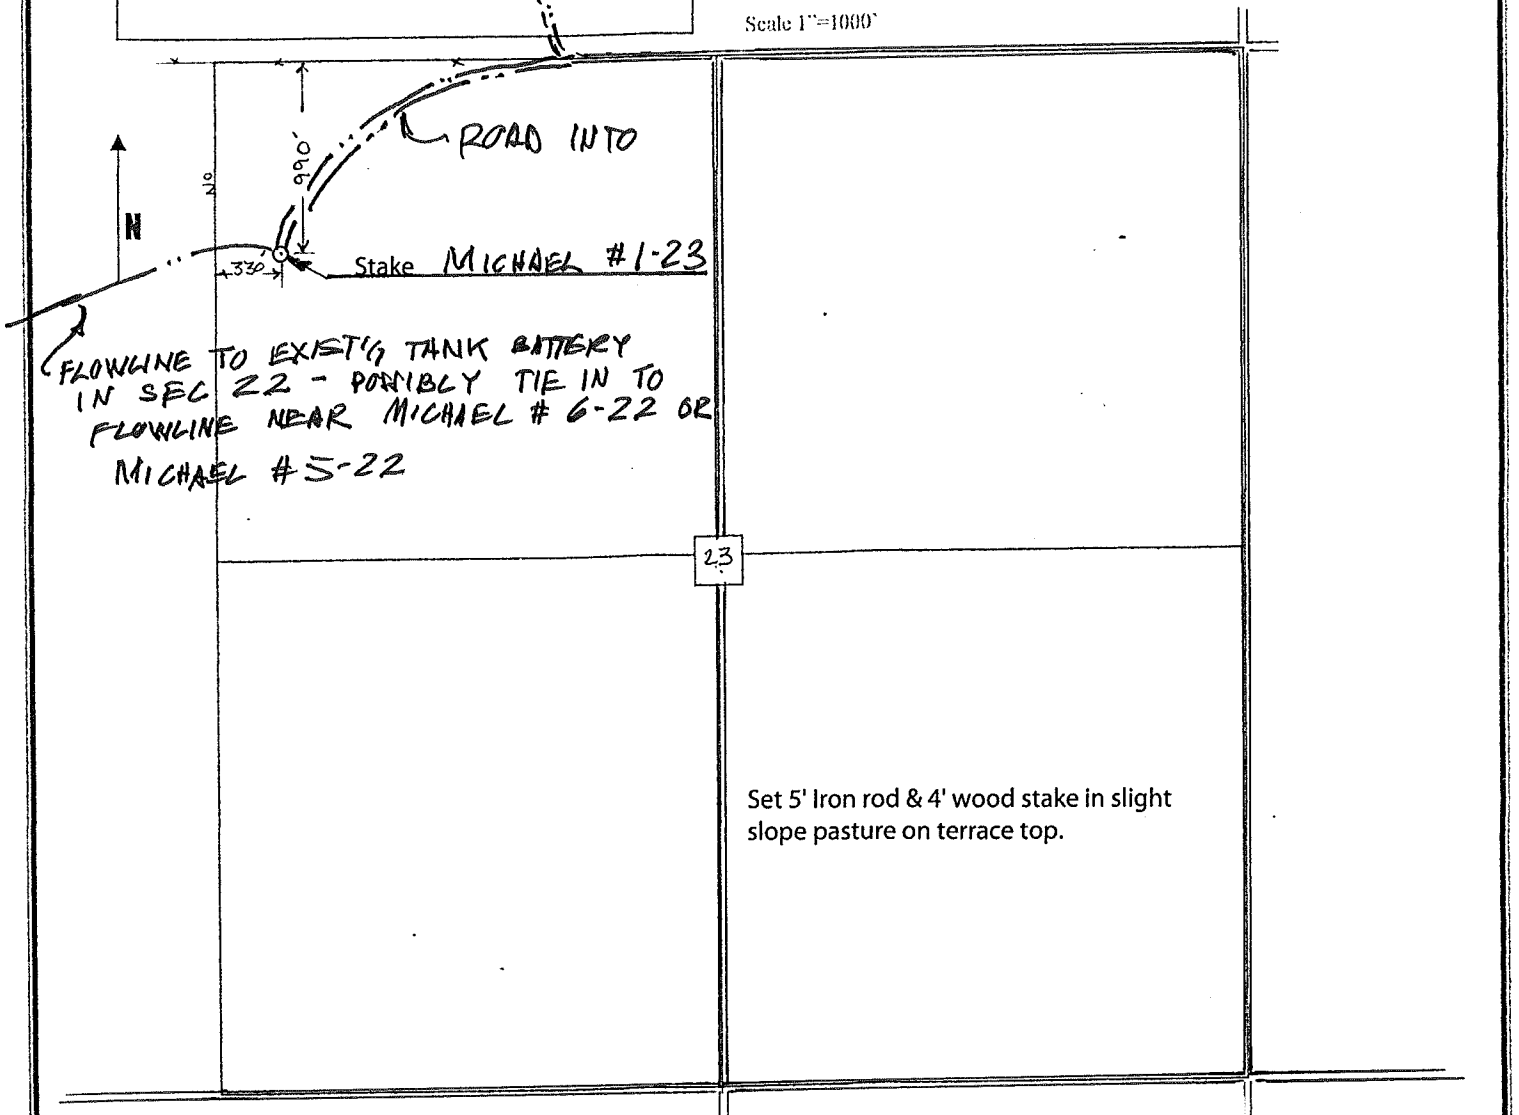 Scale 1"=1000'
990'
ROAD INTO
No
N
330'
Stake MICHAEL #1-23
FLOWLINE TO EXIST'G TANK BATTERY
IN SEC 22 - POSSIBLY TIE IN TO
FLOWLINE NEAR MICHAEL # 6-22 OR
MICHAEL # 5-22
23
Set 5' Iron rod & 4' wood stake in slight
slope pasture on terrace top.